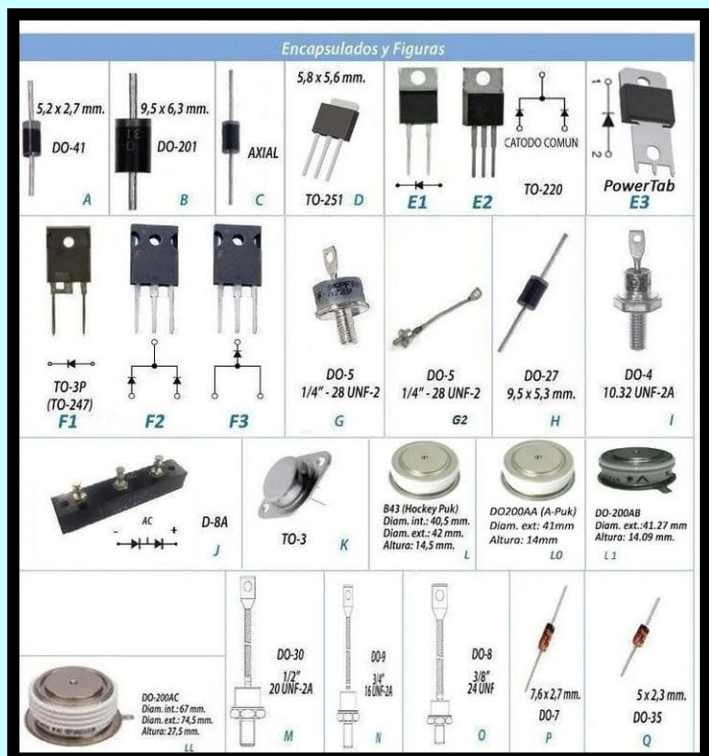 Encapsulados y Figuras
5,2 x 2,7 mm.
DO-41
A
9,5 x 6,3 mm.
DO-201
B
AXIAL
C
5,8 x 5,6 mm.
TO-251 D
E1
E2
CATODO COMUN
TO-220
1
2
PowerTab
E3
TO-3P
(TO-247)
F1
F2
F3
DO-5
1/4" - 28 UNF-2
G
DO-5
1/4" - 28 UNF-2
G2
DO-27
9,5 x 5,3 mm.
H
DO-4
10.32 UNF-2A
I
AC
- +
D-8A
J
TO-3
K
B43 (Hockey Puk)
Diam. int.: 40,5 mm.
Diam. ext.: 42 mm.
Altura: 14,5 mm.
L
DO200AA (A-Puk)
Diam. ext: 41mm
Altura: 14mm
LO
DO-200AB
Diam. ext.:41.27 mm
Altura: 14.09 mm.
L 1
DO-200AC
Diam. int.: 67 mm.
Diam. ext.: 74,5 mm.
Altura: 27,5 mm.
LL
DO-30
1/2"
20 UNF-2A
M
DO-9
3/4"
16 UNF-2A
N
DO-8
3/8"
24 UNF
O
7,6 x 2,7 mm.
DO-7
P
5 x 2,3 mm.
DO-35
Q